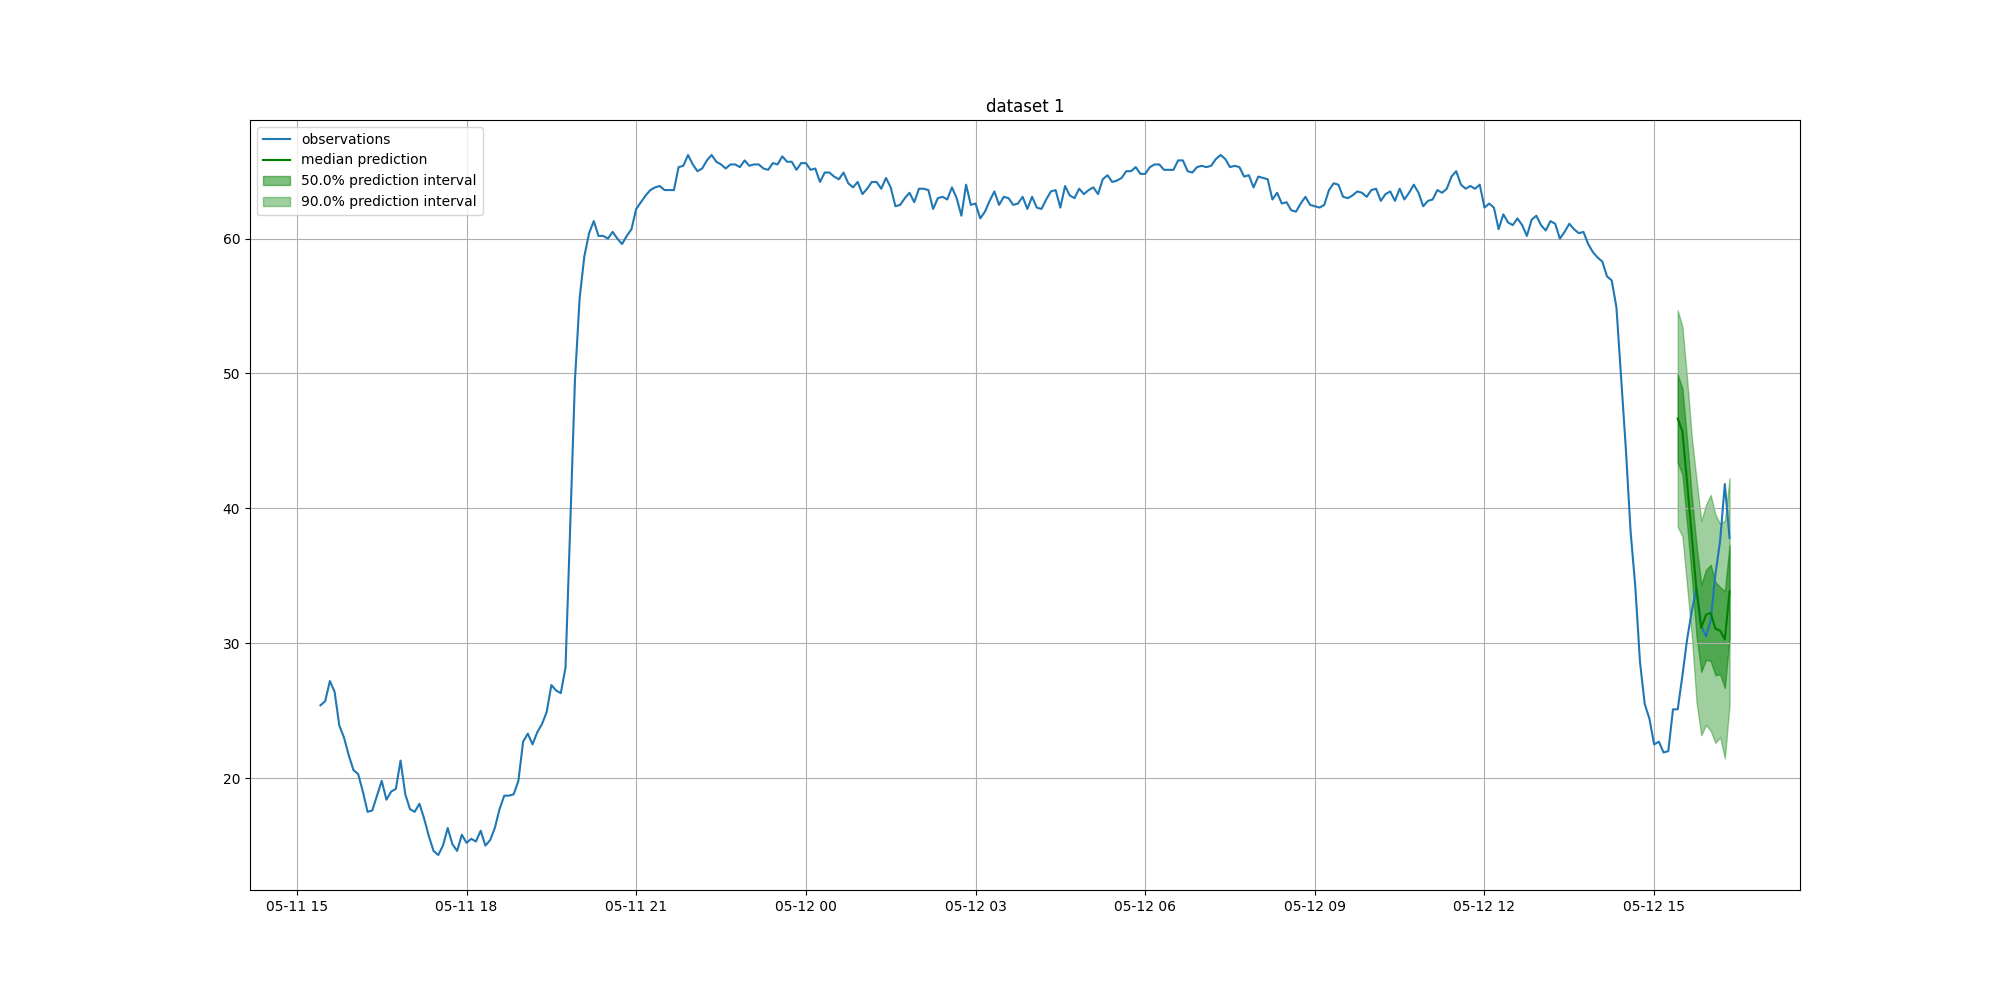 dataset 1
observations
median prediction
50.0% prediction interval
90.0% prediction interval
60
50
40
30
20
05-11 15
05-11 18
05-11 21
05-12 00
05-12 03
05-12 06
05-12 09
05-12 12
05-12 15